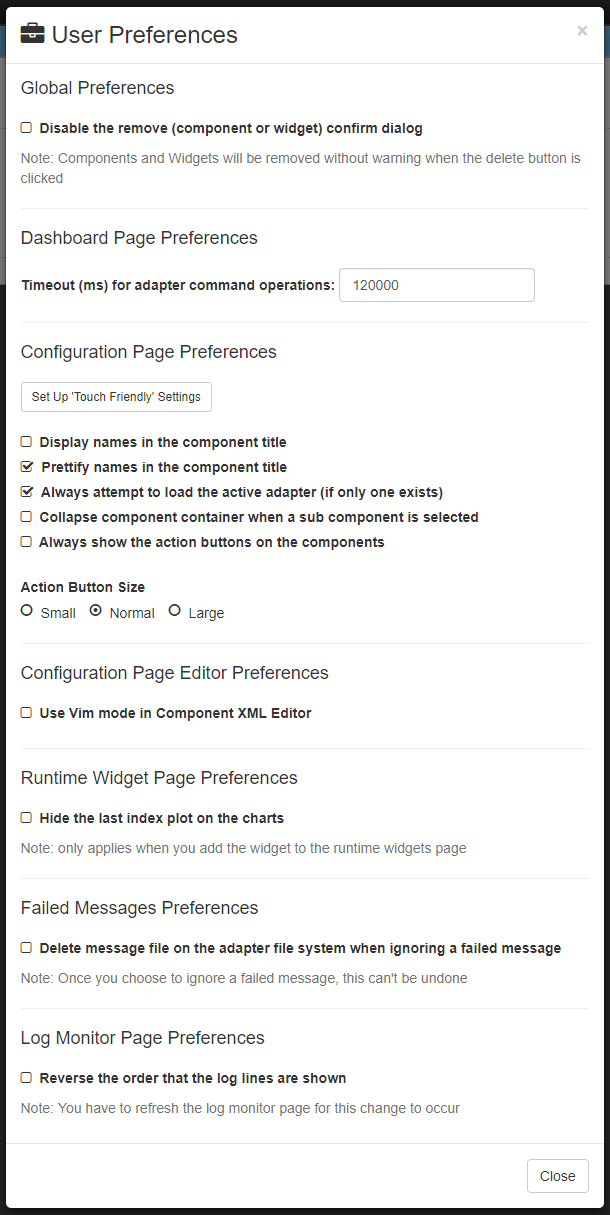 User Preferences
×
Global Preferences
Disable the remove (component or widget) confirm dialog
Note: Components and Widgets will be removed without warning when the delete button is
clicked
Dashboard Page Preferences
Timeout (ms) for adapter command operations: 120000
Configuration Page Preferences
Set Up 'Touch Friendly' Settings
Display names in the component title
Prettify names in the component title
Always attempt to load the active adapter (if only one exists)
Collapse component container when a sub component is selected
Always show the action buttons on the components
Action Button Size
Small Normal Large
Configuration Page Editor Preferences
Use Vim mode in Component XML Editor
Runtime Widget Page Preferences
Hide the last index plot on the charts
Note: only applies when you add the widget to the runtime widgets page
Failed Messages Preferences
Delete message file on the adapter file system when ignoring a failed message
Note: Once you choose to ignore a failed message, this can't be undone
Log Monitor Page Preferences
Reverse the order that the log lines are shown
Note: You have to refresh the log monitor page for this change to occur
Close